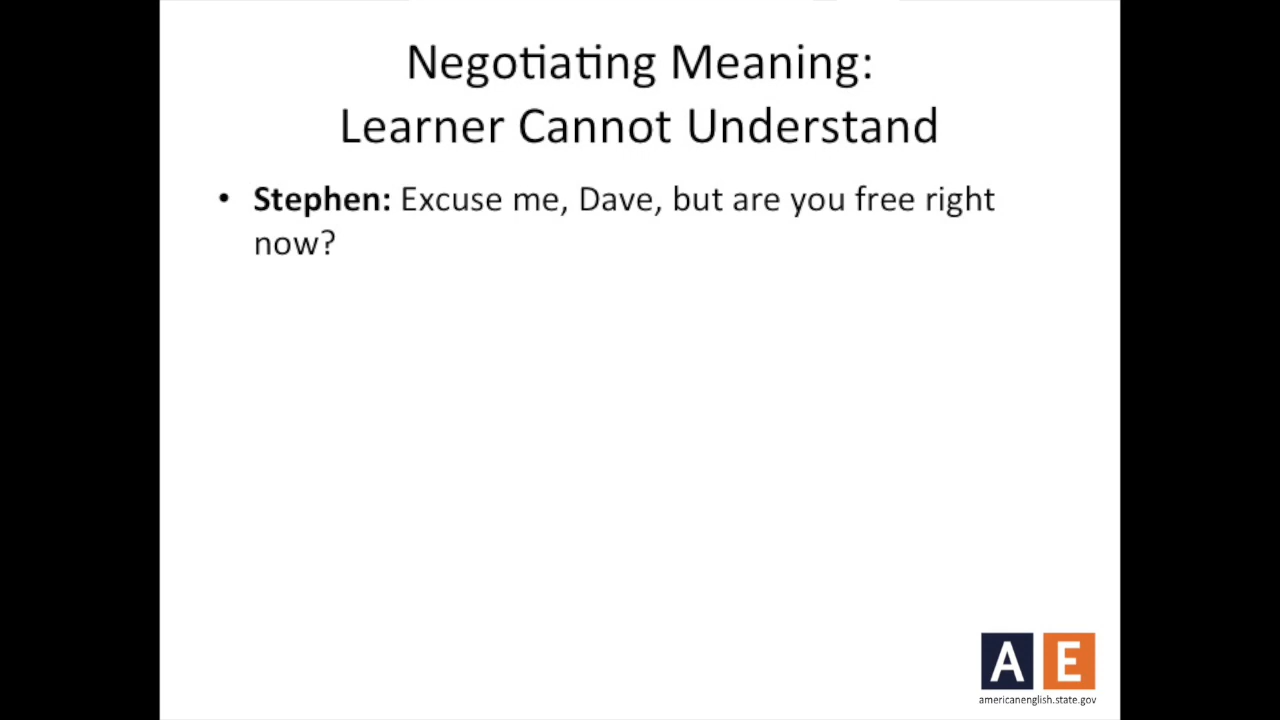 Negotiating Meaning:
Learner Cannot Understand
• Stephen: Excuse me, Dave, but are you free right
now?
A E
americanenglish.state.gov